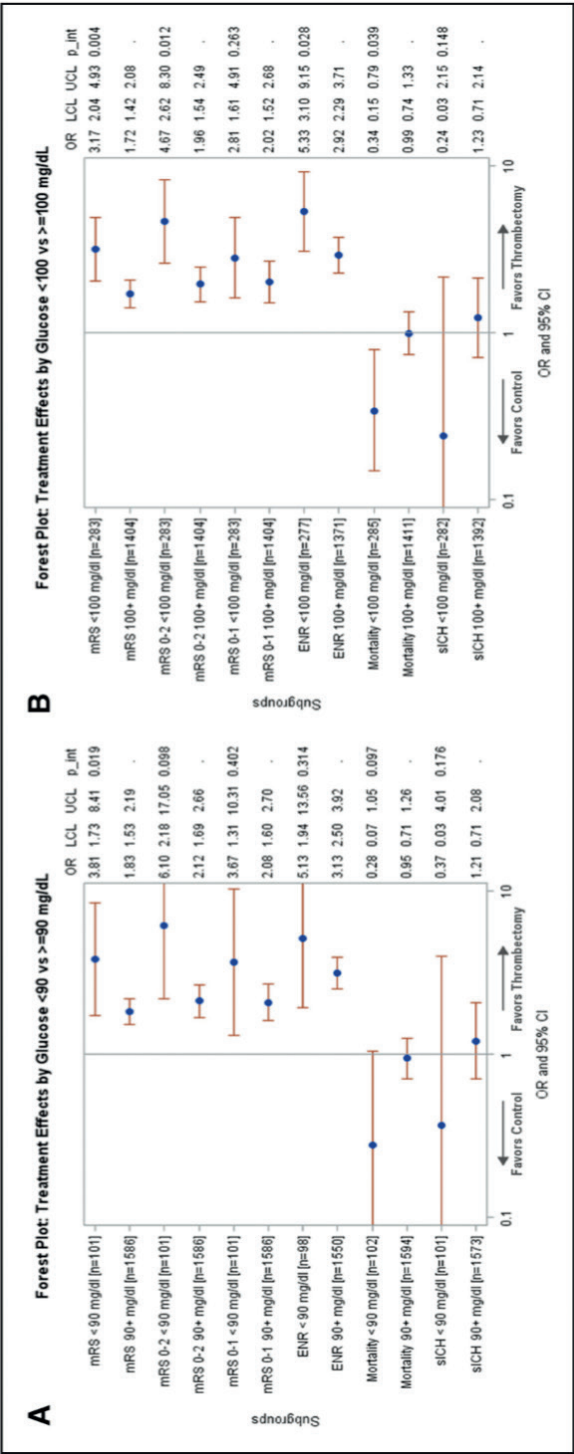 A
Forest Plot: Treatment Effects by Glucose <90 vs >=90 mg/dL
OR LCL UCL p_int
mRS < 90 mg/dl [n=101] 3.81 1.73 8.41 0.019
mRS 90+ mg/dl [n=1586] 1.83 1.53 2.19 .
mRS 0-2 < 90 mg/dl [n=101] 6.10 2.18 17.05 0.098
mRS 0-2 90+ mg/dl [n=1586] 2.12 1.69 2.66 .
mRS 0-1 < 90 mg/dl [n=101] 3.67 1.31 10.31 0.402
mRS 0-1 90+ mg/dl [n=1586] 2.08 1.60 2.70 .
ENR < 90 mg/dl [n=98] 5.13 1.94 13.56 0.314
ENR 90+ mg/dl [n=1550] 3.13 2.50 3.92 .
Mortality < 90 mg/dl [n=102] 0.28 0.07 1.05 0.097
Mortality 90+ mg/dl [n=1594] 0.95 0.71 1.26 .
sICH < 90 mg/dl [n=101] 0.37 0.03 4.01 0.176
sICH 90+ mg/dl [n=1573] 1.21 0.71 2.08 .
Subgroups
Favors Control Favors Thrombectomy
0.1 1 10
OR and 95% CI
B
Forest Plot: Treatment Effects by Glucose <100 vs >=100 mg/dL
OR LCL UCL p_int
mRS <100 mg/dl [n=283] 3.17 2.04 4.93 0.004
mRS 100+ mg/dl [n=1404] 1.72 1.42 2.08 .
mRS 0-2 <100 mg/dl [n=283] 4.67 2.62 8.30 0.012
mRS 0-2 100+ mg/dl [n=1404] 1.96 1.54 2.49 .
mRS 0-1 <100 mg/dl [n=283] 2.81 1.61 4.91 0.263
mRS 0-1 100+ mg/dl [n=1404] 2.02 1.52 2.68 .
ENR <100 mg/dl [n=277] 5.33 3.10 9.15 0.028
ENR 100+ mg/dl [n=1371] 2.92 2.29 3.71 .
Mortality <100 mg/dl [n=285] 0.34 0.15 0.79 0.039
Mortality 100+ mg/dl [n=1411] 0.99 0.74 1.33 .
sICH <100 mg/dl [n=282] 0.24 0.03 2.15 0.148
sICH 100+ mg/dl [n=1392] 1.23 0.71 2.14 .
Subgroups
Favors Control Favors Thrombectomy
0.1 1 10
OR and 95% CI